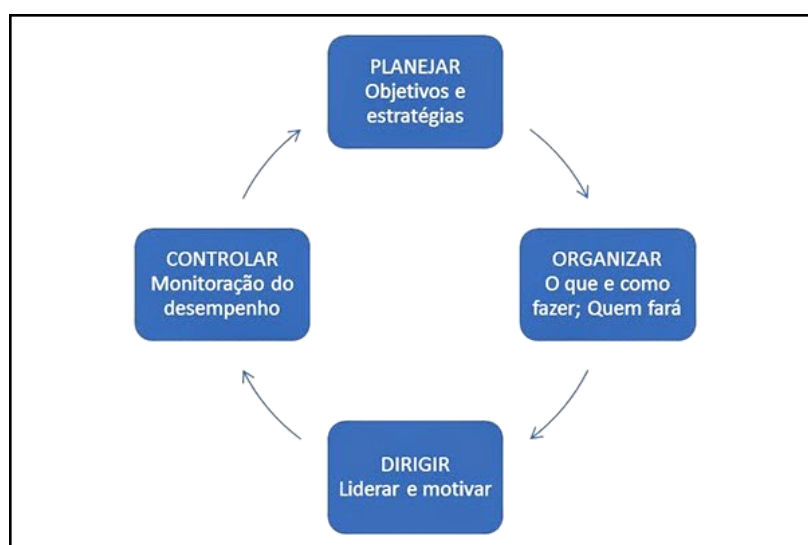 PLANEJAR
Objetivos e
estratégias
ORGANIZAR
O que e como
fazer; Quem fará
DIRIGIR
Liderar e motivar
CONTROLAR
Monitoração do
desempenho